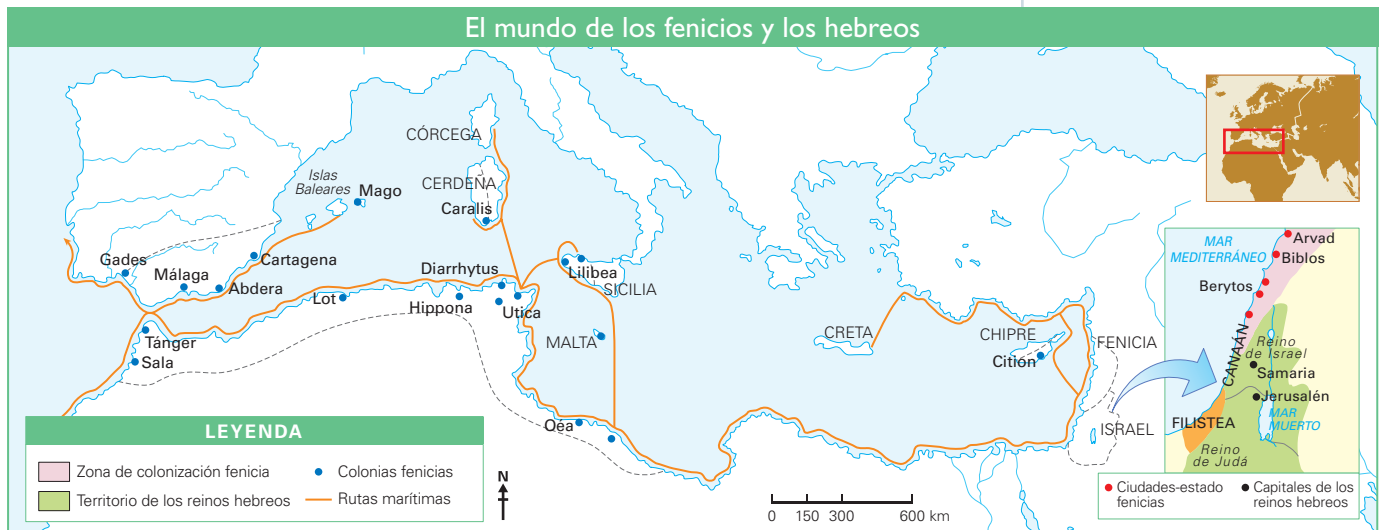 El mundo de los fenicios y los hebreos
CÓRCEGA
Islas
Baleares
Mago
CERDEÑA
Caralis
Gades
Málaga
Abdera
Cartagena
Lot
Diarrhytus
Hippona
Utica
Lilibea
SICILIA
MALTA
Tánger
Sala
Oéa
CRETA
CHIPRE
Citión
FENICIA
ISRAEL
MAR
MEDITERRÁNEO
Arvad
Biblos
Berytos
CANAÁN
Reino
de Israel
Samaria
Jerusalén
FILISTEA
MAR
MUERTO
Reino
de Judá
Ciudades-estado
fenicias
Capitales de los
reinos hebreos
LEYENDA
Zona de colonización fenicia
Colonias fenicias
Territorio de los reinos hebreos
Rutas marítimas
N
0 150 300 600 km